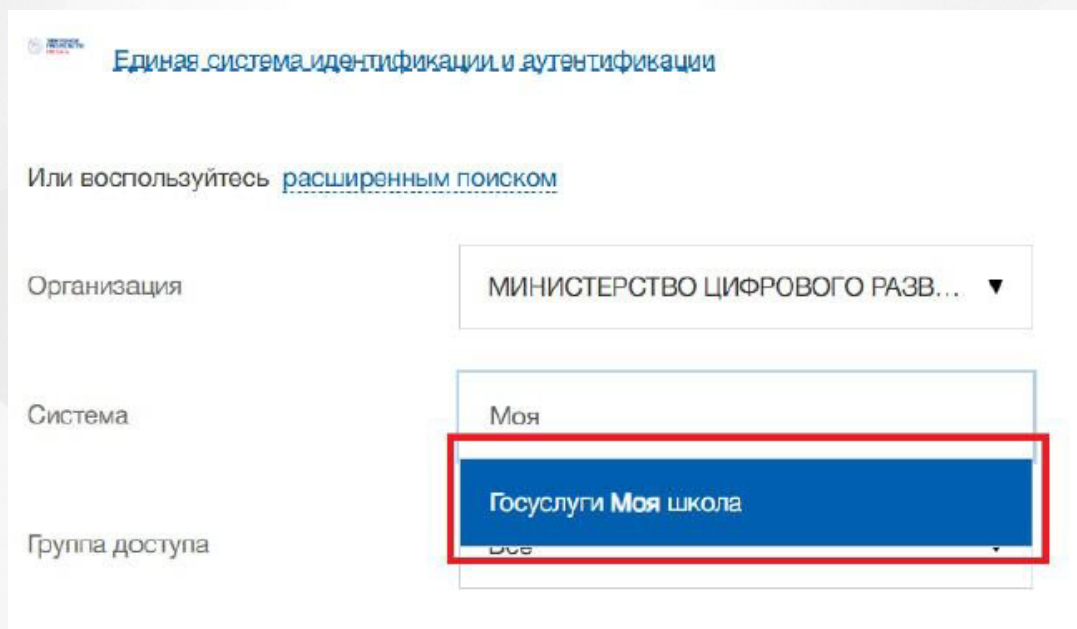 Единая система идентификации и аутентификации
Или воспользуйтесь расширенным поиском
Организация
МИНИСТЕРСТВО ЦИФРОВОГО РАЗВ...
Система
Моя
Госуслуги Моя школа
Группа доступа
Все